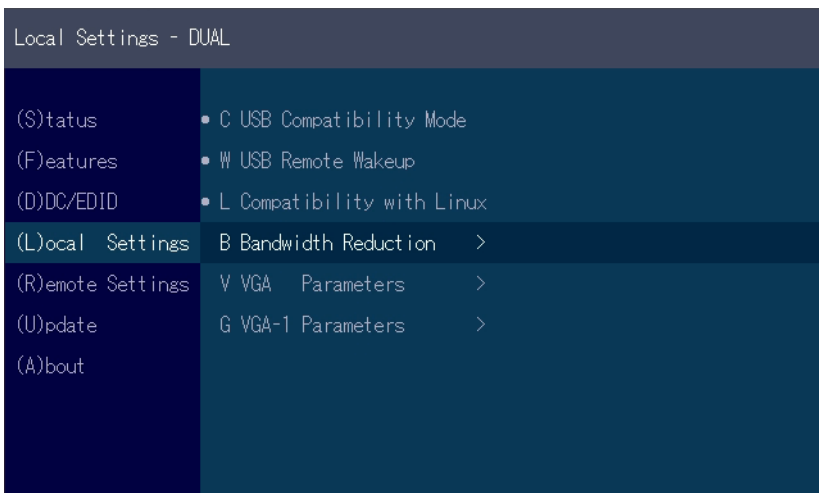 Local Settings - DUAL
(S)tatus
(F)eatures
(D)DC/EDID
(L)ocal  Settings
(R)emote Settings
(U)pdate
(A)bout
• C USB Compatibility Mode
• W USB Remote Wakeup
• L Compatibility with Linux
B Bandwidth Reduction   >
V VGA   Parameters      >
G VGA-1 Parameters      >